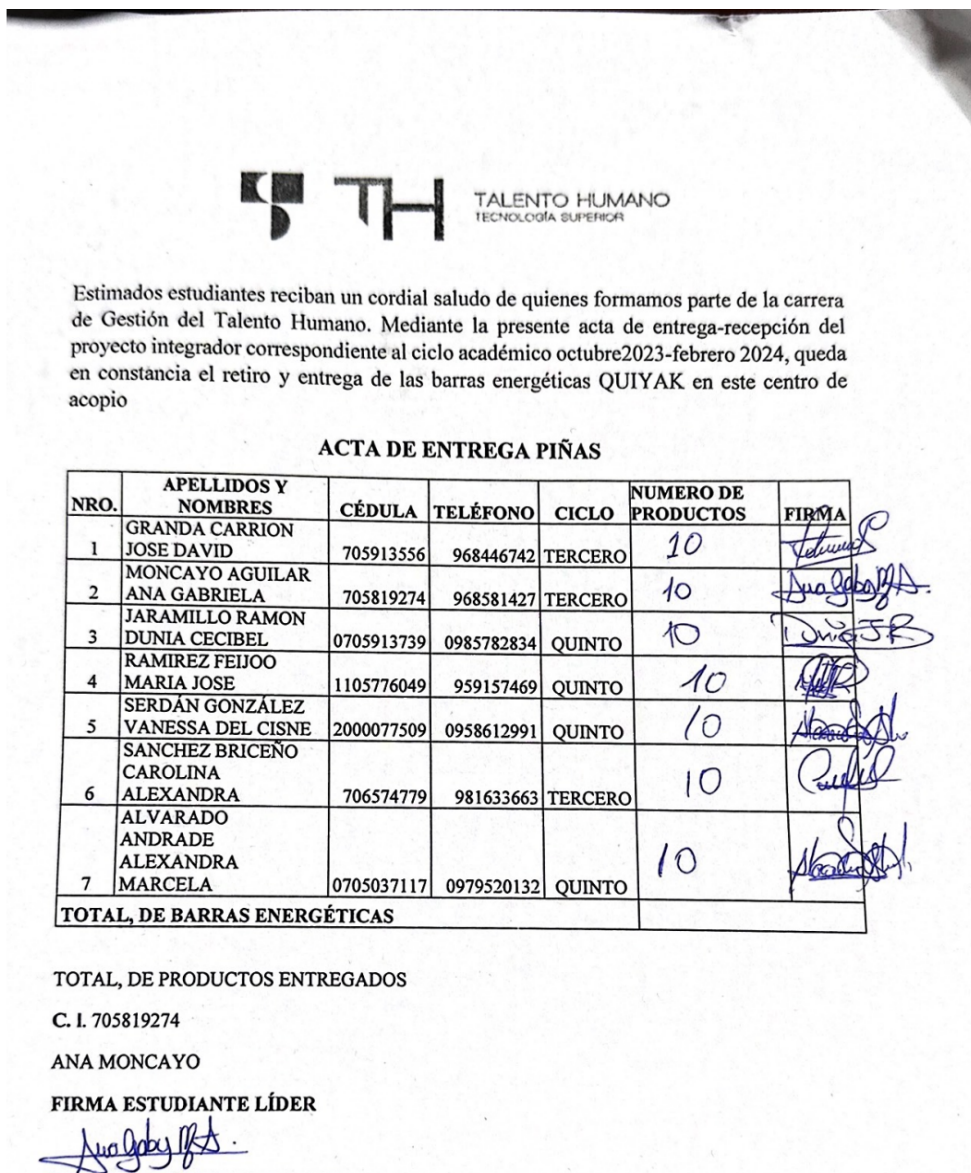 TH TALENTO HUMANO
TECNOLOGÍA SUPERIOR
Estimados estudiantes reciban un cordial saludo de quienes formamos parte de la carrera
de Gestión del Talento Humano. Mediante la presente acta de entrega-recepción del
proyecto integrador correspondiente al ciclo académico octubre2023-febrero 2024, queda
en constancia el retiro y entrega de las barras energéticas QUIYAK en este centro de
acopio
ACTA DE ENTREGA PIÑAS
NRO. APELLIDOS Y NOMBRES CÉDULA TELÉFONO CICLO NUMERO DE PRODUCTOS FIRMA
1 GRANDA CARRION JOSE DAVID 705913556 968446742 TERCERO 10
2 MONCAYO AGUILAR ANA GABRIELA 705819274 968581427 TERCERO 10 Ana Gaby M.A.
3 JARAMILLO RAMON DUNIA CECIBEL 0705913739 0985782834 QUINTO 10
4 RAMIREZ FEIJOO MARIA JOSE 1105776049 959157469 QUINTO 10
5 SERDÁN GONZÁLEZ VANESSA DEL CISNE 2000077509 0958612991 QUINTO 10
6 SANCHEZ BRICEÑO CAROLINA ALEXANDRA 706574779 981633663 TERCERO 10
7 ALVARADO ANDRADE ALEXANDRA MARCELA 0705037117 0979520132 QUINTO 10
TOTAL, DE BARRAS ENERGÉTICAS
TOTAL, DE PRODUCTOS ENTREGADOS
C. I. 705819274
ANA MONCAYO
FIRMA ESTUDIANTE LÍDER
Ana Gaby M.A.